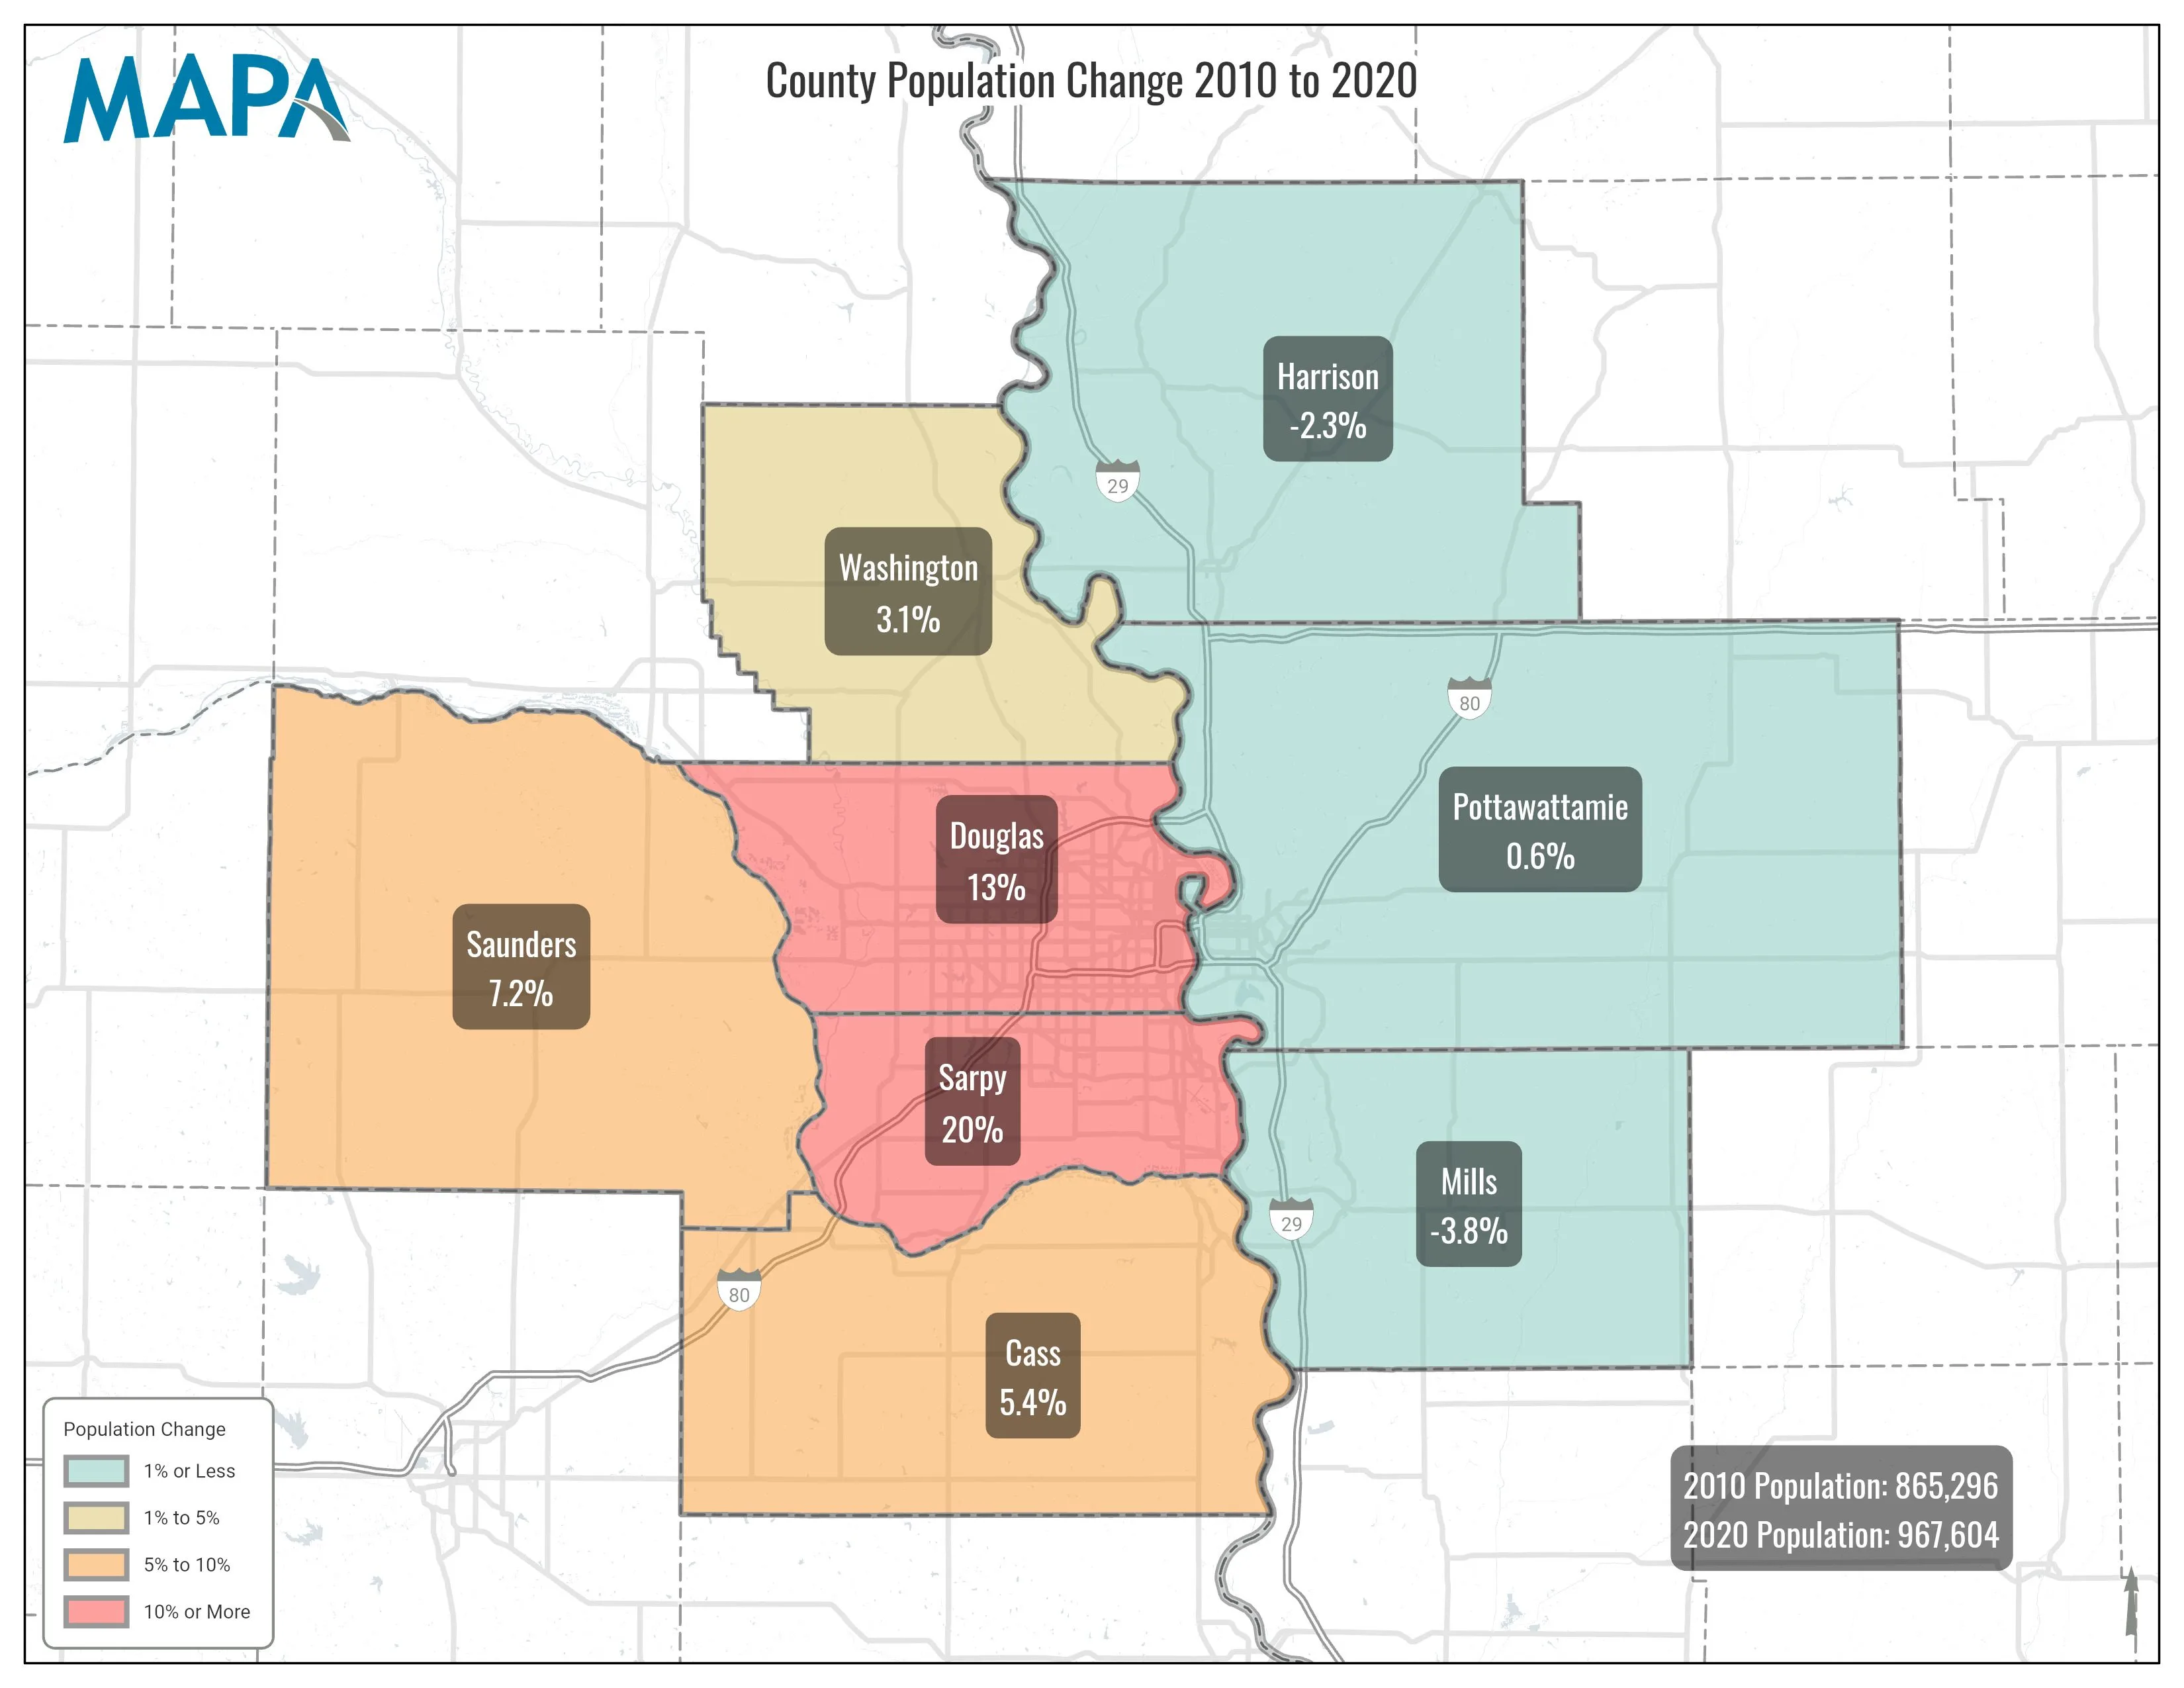 MAPA
County Population Change 2010 to 2020
Harrison
-2.3%
29
Washington
3.1%
80
Pottawattamie
0.6%
Douglas
13%
Saunders
7.2%
Sarpy
20%
Mills
-3.8%
29
80
Cass
5.4%
Population Change
1% or Less
1% to 5%
5% to 10%
10% or More
2010 Population: 865,296
2020 Population: 967,604